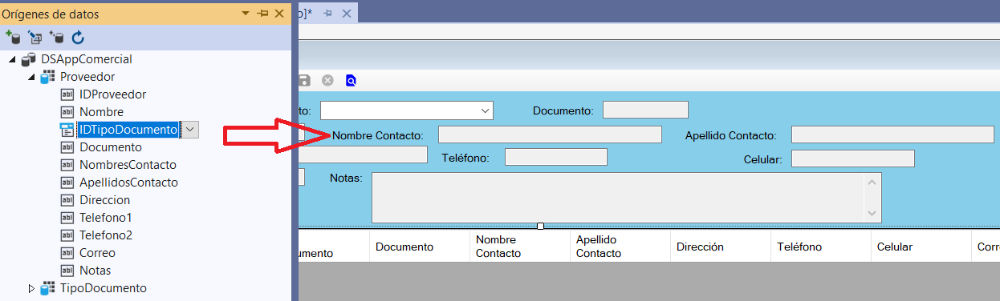 Orígenes de datos
DSAppComercial
Proveedor
IDProveedor
Nombre
IDTipoDocumento
Documento
NombresContacto
ApellidosContacto
Direccion
Telefono1
Telefono2
Correo
Notas
TipoDocumento
o]*
to: Documento:
Nombre Contacto: Apellido Contacto:
Teléfono: Celular:
Notas:
umento Documento Nombre Contacto Apellido Contacto Dirección Teléfono Celular Corr